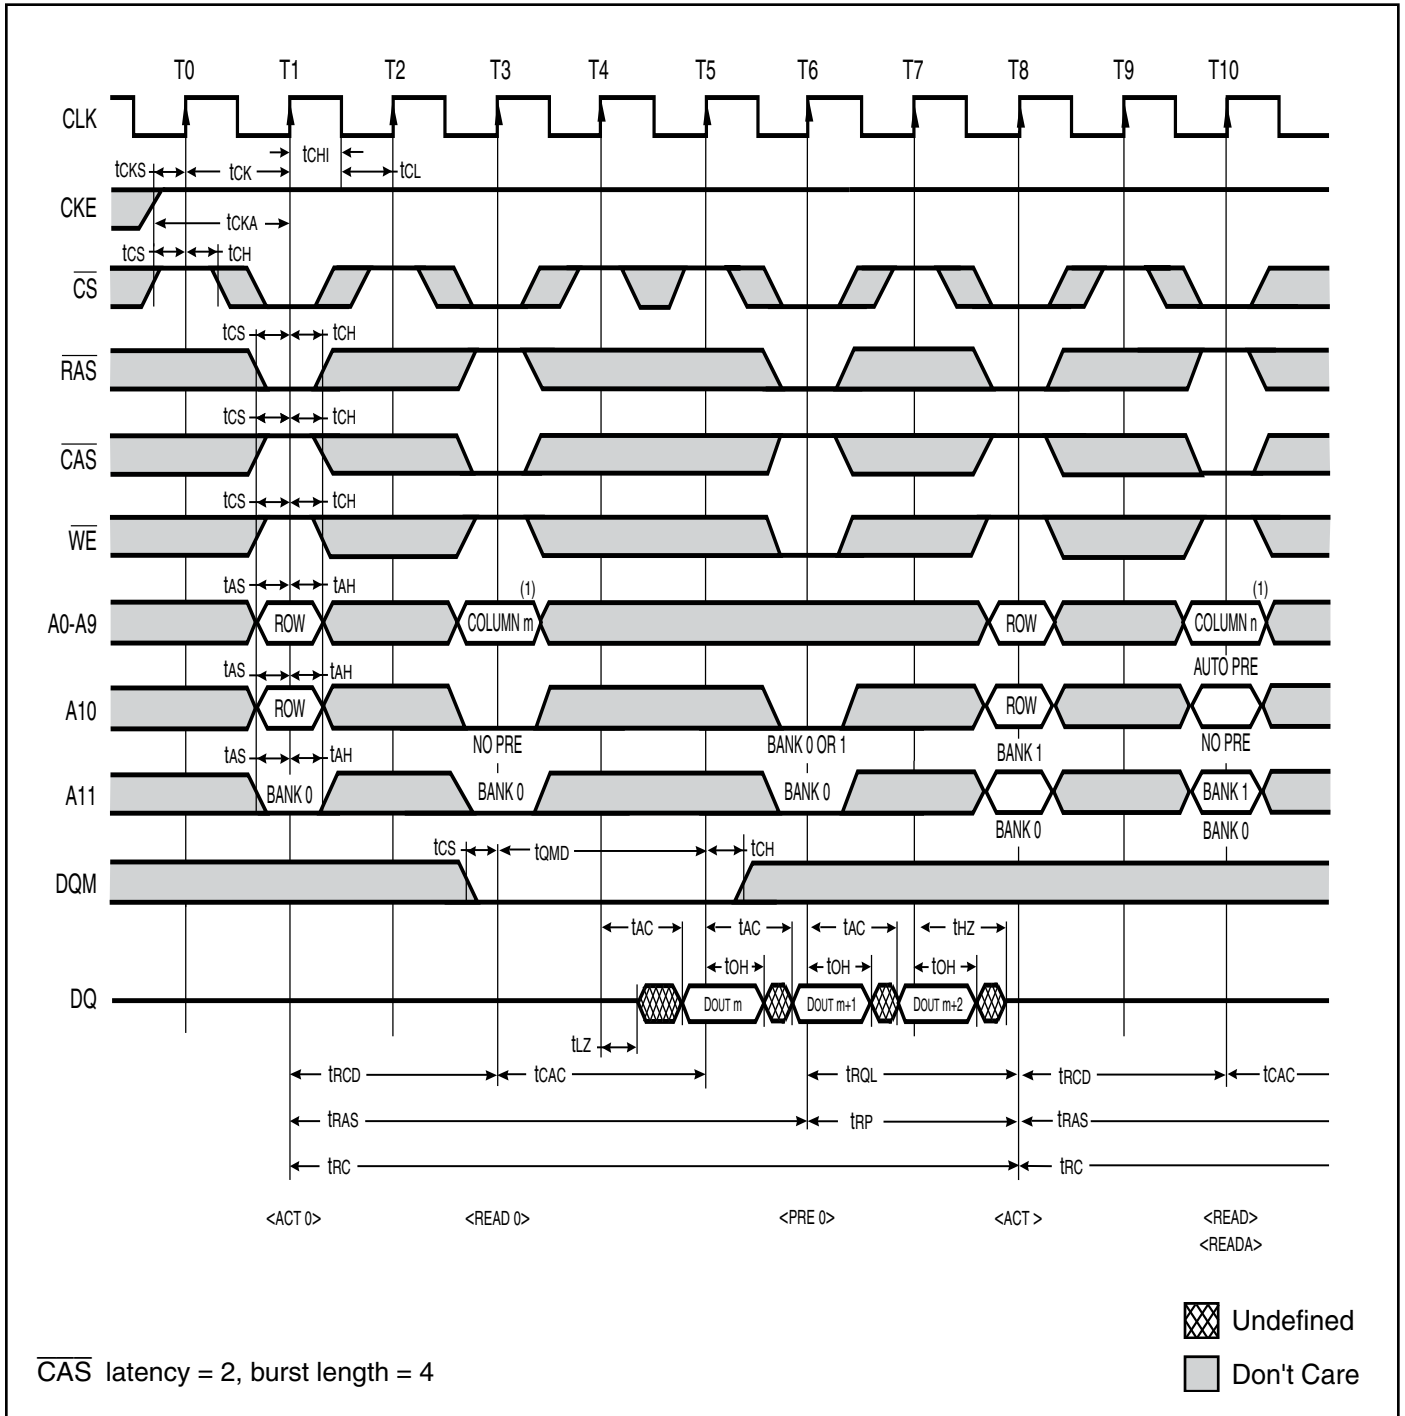 T0 T1 T2 T3 T4 T5 T6 T7 T8 T9 T10
CLK
tCHI
tCKS tCK tCL
CKE
tCKA
tCS tCH
CS
tCS tCH
RAS
tCS tCH
CAS
tCS tCH
WE
tAS tAH (1) (1)
A0-A9 ROW COLUMN m ROW COLUMN n
tAS tAH AUTO PRE
A10 ROW ROW
NO PRE BANK 0 OR 1 BANK 1 NO PRE
tAS tAH
A11 BANK 0 BANK 0 BANK 0 BANK 1
BANK 0 BANK 0
tCS tQMD tCH
DQM
tAC tAC tAC tHZ
tOH tOH tOH
DQ DOUT m DOUT m+1 DOUT m+2
tLZ
tRCD tCAC tRQL tRCD tCAC
tRAS tRP tRAS
tRC tRC
<ACT 0> <READ 0> <PRE 0> <ACT > <READ>
<READA>
Undefined
CAS latency = 2, burst length = 4
Don't Care